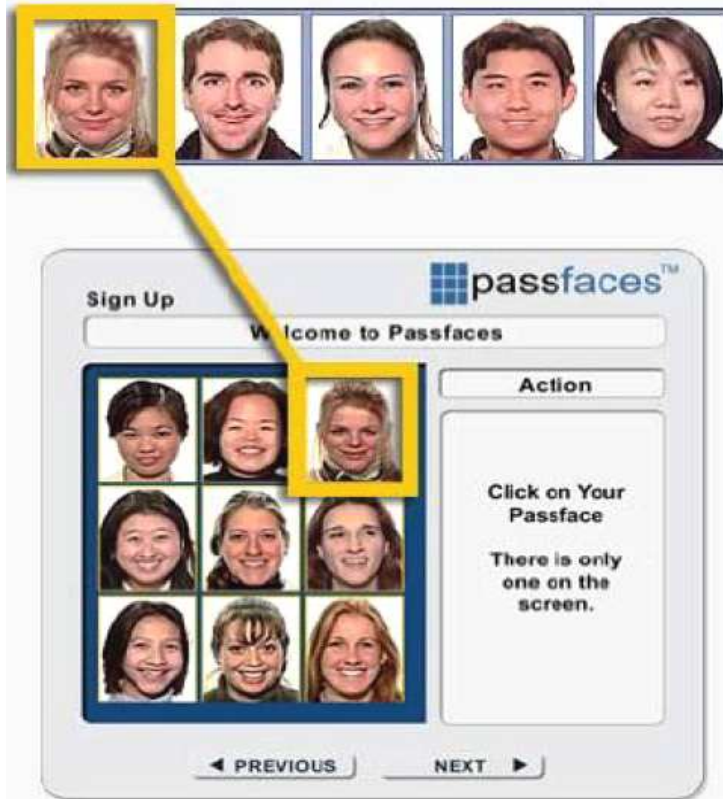 passfaces™
Sign Up
Welcome to Passfaces
Action
Click on Your
Passface
There is only
one on the
screen.
◄ PREVIOUS
NEXT ►